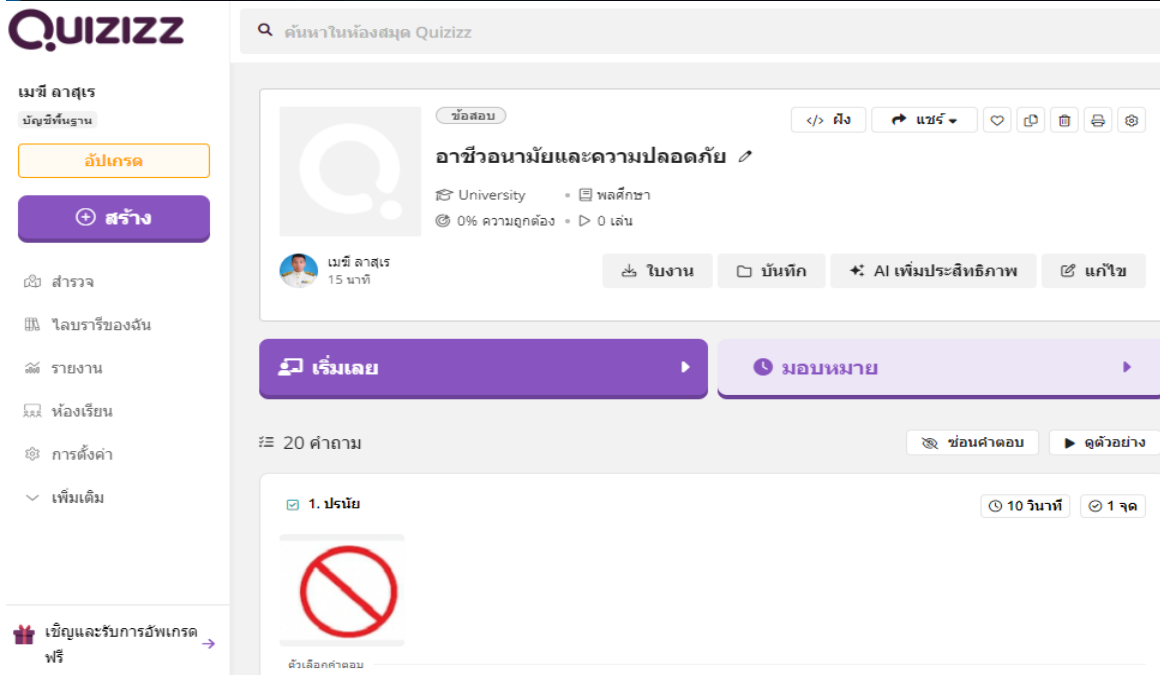 QUIZIZZ
ค้นหาในห้องสมุด Quizizz
เมฆี ลาสุเร
บัญชีพื้นฐาน
อัปเกรด
สร้าง
สำรวจ
ไลบรารีของฉัน
รายงาน
ห้องเรียน
การตั้งค่า
เพิ่มเติม
เชิญและรับการอัพเกรด
ฟรี
ข้อสอบ
</> ฝัง
แชร์
อาชีวอนามัยและความปลอดภัย
University • พลศึกษา
0% ความถูกต้อง • 0 เล่น
เมฆี ลาสุเร
15 นาที
ใบงาน
บันทึก
AI เพิ่มประสิทธิภาพ
แก้ไข
เริ่มเลย
มอบหมาย
20 คำถาม
ซ่อนคำตอบ
ดูตัวอย่าง
1. ปรนัย
10 วินาที
1 จุด
ตัวเลือกคำตอบ